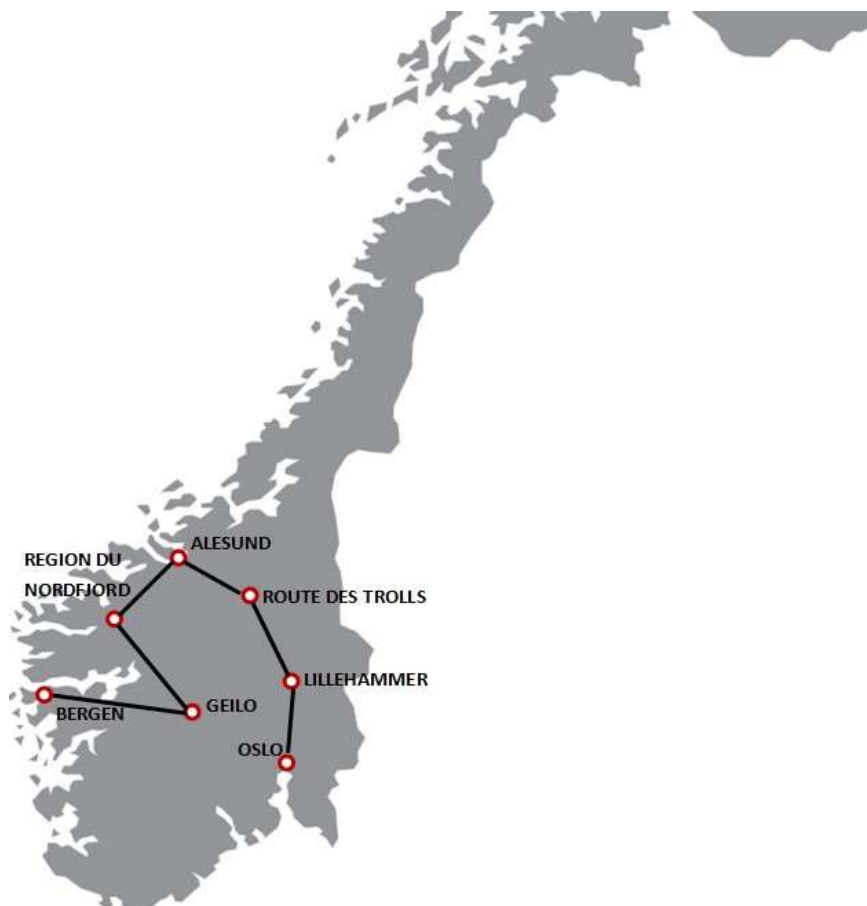 ALESUND
REGION DU
NORDFJORD
ROUTE DES TROLLS
LILLEHAMMER
GEILO
BERGEN
OSLO